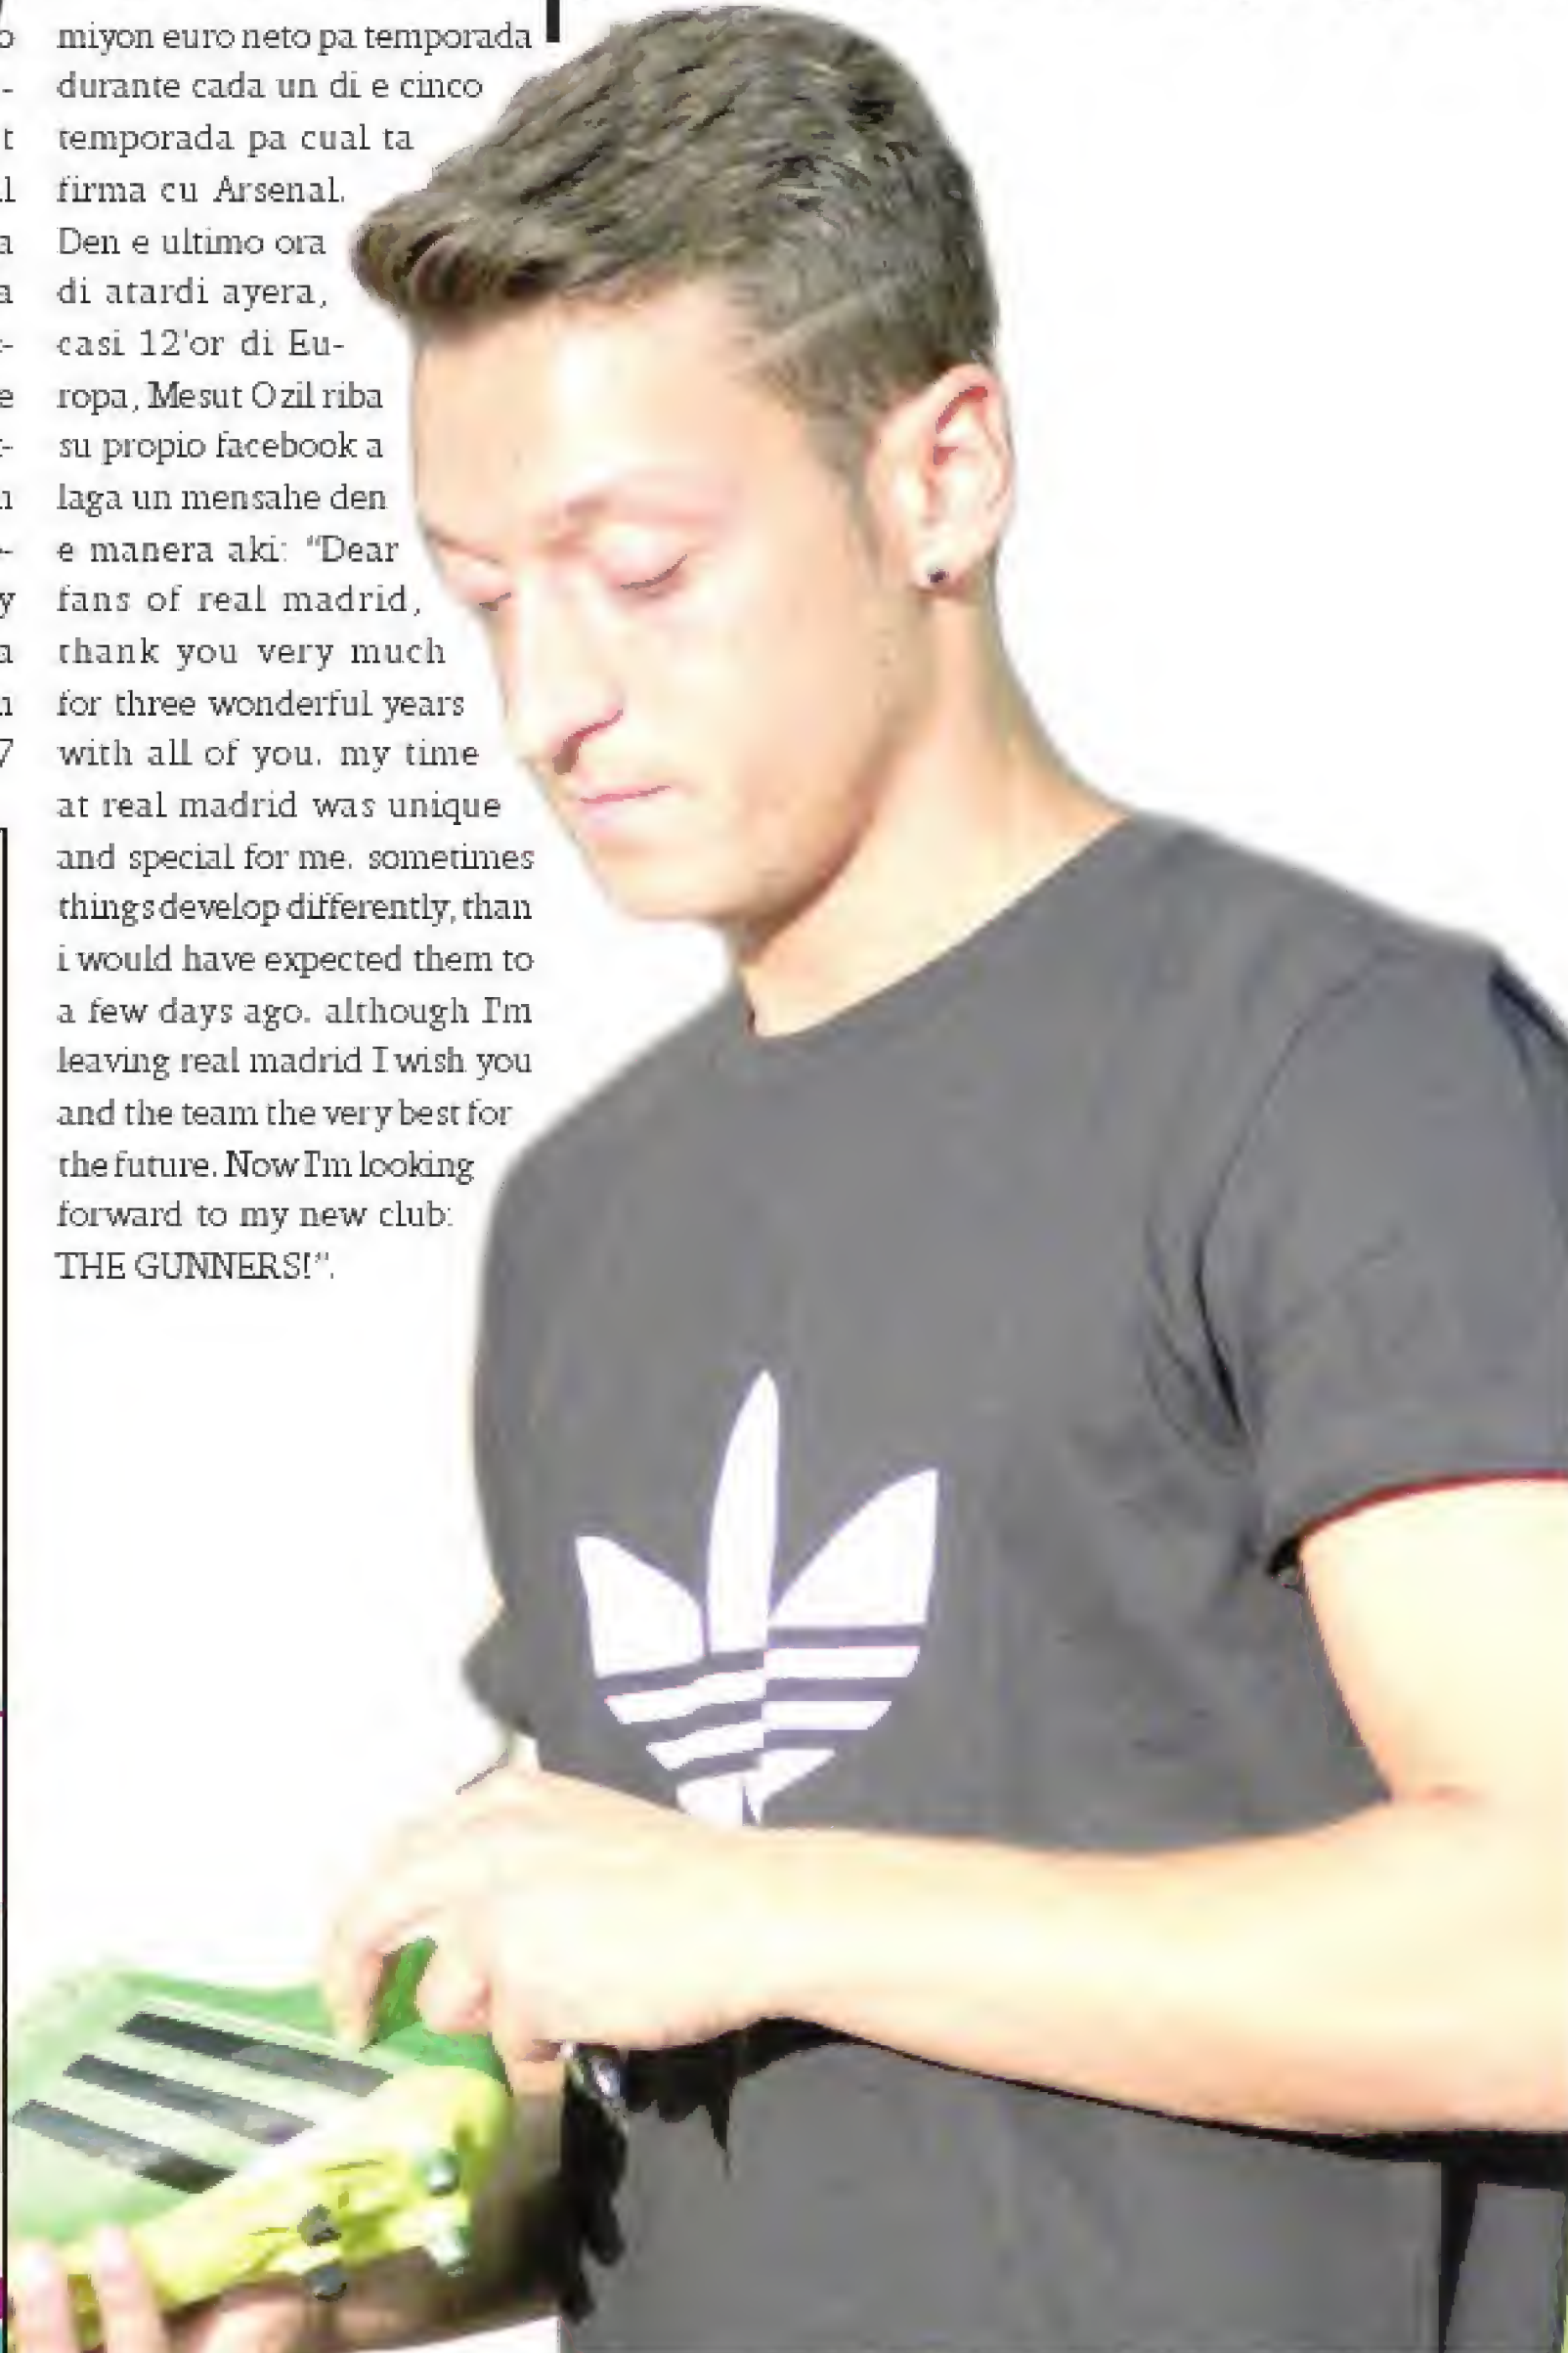 miyon euro neto pa temporada
durante cada un di e cinco
temporada pa cual ta
firma cu Arsenal.
Den e ultimo ora
di atardi ayera,
casi 12'or di Eu-
ropa, Mesut Ozil riba
su propio facebook a
laga un mensahe den
e manera aki: "Dear
fans of real madrid,
thank you very much
for three wonderful years
with all of you. my time
at real madrid was unique
and special for me. sometimes
things develop differently, than
i would have expected them to
a few days ago. although I'm
leaving real madrid I wish you
and the team the very best for
the future. Now I'm looking
forward to my new club:
THE GUNNERS!".